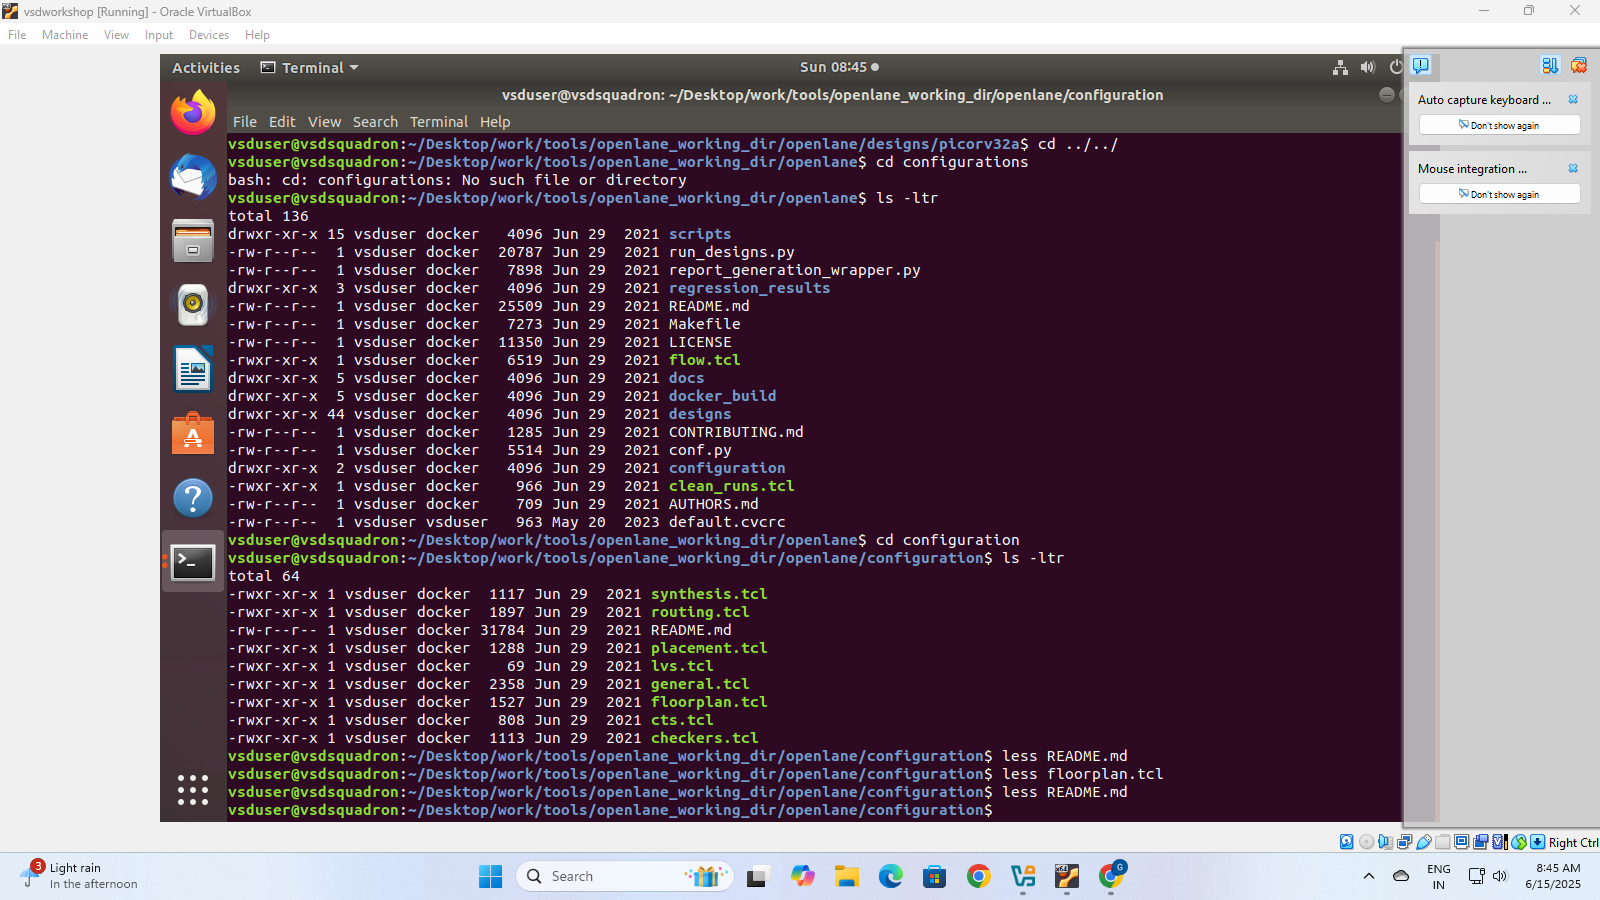 vsdworkshop [Running] - Oracle VirtualBox
File Machine View Input Devices Help
Activities Terminal Sun 08:45
vsduser@vsdsquadron: ~/Desktop/work/tools/openlane_working_dir/openlane/configuration
File Edit View Search Terminal Help
vsduser@vsdsquadron:~/Desktop/work/tools/openlane_working_dir/openlane/designs/picorv32a$ cd ../../
vsduser@vsdsquadron:~/Desktop/work/tools/openlane_working_dir/openlane$ cd configurations
bash: cd: configurations: No such file or directory
vsduser@vsdsquadron:~/Desktop/work/tools/openlane_working_dir/openlane$ ls -ltr
total 136
drwxr-xr-x 15 vsduser docker 4096 Jun 29 2021 scripts
-rw-r--r-- 1 vsduser docker 20787 Jun 29 2021 run_designs.py
-rw-r--r-- 1 vsduser docker 7898 Jun 29 2021 report_generation_wrapper.py
drwxr-xr-x 3 vsduser docker 4096 Jun 29 2021 regression_results
-rw-r--r-- 1 vsduser docker 25509 Jun 29 2021 README.md
-rw-r--r-- 1 vsduser docker 7273 Jun 29 2021 Makefile
-rw-r--r-- 1 vsduser docker 11350 Jun 29 2021 LICENSE
-rwxr-xr-x 1 vsduser docker 6519 Jun 29 2021 flow.tcl
drwxr-xr-x 5 vsduser docker 4096 Jun 29 2021 docs
drwxr-xr-x 5 vsduser docker 4096 Jun 29 2021 docker_build
drwxr-xr-x 44 vsduser docker 4096 Jun 29 2021 designs
-rw-r--r-- 1 vsduser docker 1285 Jun 29 2021 CONTRIBUTING.md
-rw-r--r-- 1 vsduser docker 5514 Jun 29 2021 conf.py
drwxr-xr-x 2 vsduser docker 4096 Jun 29 2021 configuration
-rwxr-xr-x 1 vsduser docker 966 Jun 29 2021 clean_runs.tcl
-rw-r--r-- 1 vsduser docker 709 Jun 29 2021 AUTHORS.md
-rw-r--r-- 1 vsduser vsduser 963 May 20 2023 default.cvcrc
vsduser@vsdsquadron:~/Desktop/work/tools/openlane_working_dir/openlane$ cd configuration
vsduser@vsdsquadron:~/Desktop/work/tools/openlane_working_dir/openlane/configuration$ ls -ltr
total 64
-rwxr-xr-x 1 vsduser docker 1117 Jun 29 2021 synthesis.tcl
-rwxr-xr-x 1 vsduser docker 1897 Jun 29 2021 routing.tcl
-rw-r--r-- 1 vsduser docker 31784 Jun 29 2021 README.md
-rwxr-xr-x 1 vsduser docker 1288 Jun 29 2021 placement.tcl
-rwxr-xr-x 1 vsduser docker 69 Jun 29 2021 lvs.tcl
-rwxr-xr-x 1 vsduser docker 2358 Jun 29 2021 general.tcl
-rwxr-xr-x 1 vsduser docker 1527 Jun 29 2021 floorplan.tcl
-rwxr-xr-x 1 vsduser docker 808 Jun 29 2021 cts.tcl
-rwxr-xr-x 1 vsduser docker 1113 Jun 29 2021 checkers.tcl
vsduser@vsdsquadron:~/Desktop/work/tools/openlane_working_dir/openlane/configuration$ less README.md
vsduser@vsdsquadron:~/Desktop/work/tools/openlane_working_dir/openlane/configuration$ less floorplan.tcl
vsduser@vsdsquadron:~/Desktop/work/tools/openlane_working_dir/openlane/configuration$ less README.md
vsduser@vsdsquadron:~/Desktop/work/tools/openlane_working_dir/openlane/configuration$
Auto capture keyboard ...
Don't show again
Mouse integration ...
Don't show again
Right Ctrl
3
Light rain
In the afternoon
Search
G
ENG
IN
8:45 AM
6/15/2025